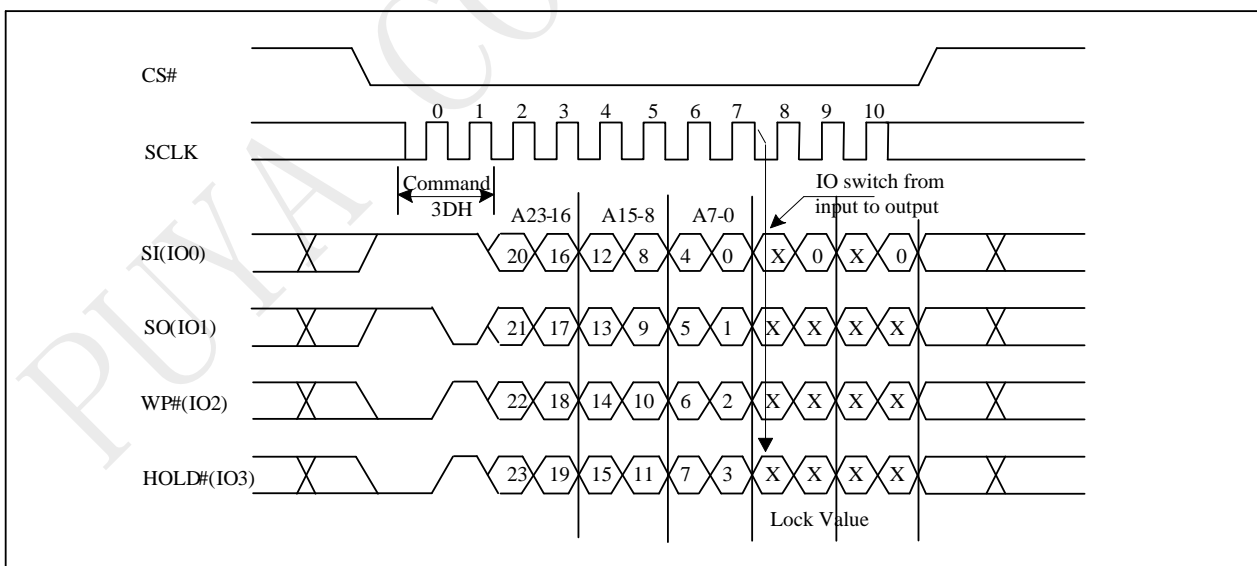 PUYA CO
CS#
0 1 2 3 4 5 6 7 8 9 10
SCLK
Command
3DH
IO switch from
input to output
A23-16 A15-8 A7-0
SI(IO0) 20 16 12 8 4 0 X 0 X 0
SO(IO1) 21 17 13 9 5 1 X X X X
WP#(IO2) 22 18 14 10 6 2 X X X X
HOLD#(IO3) 23 19 15 11 7 3 X X X X
Lock Value